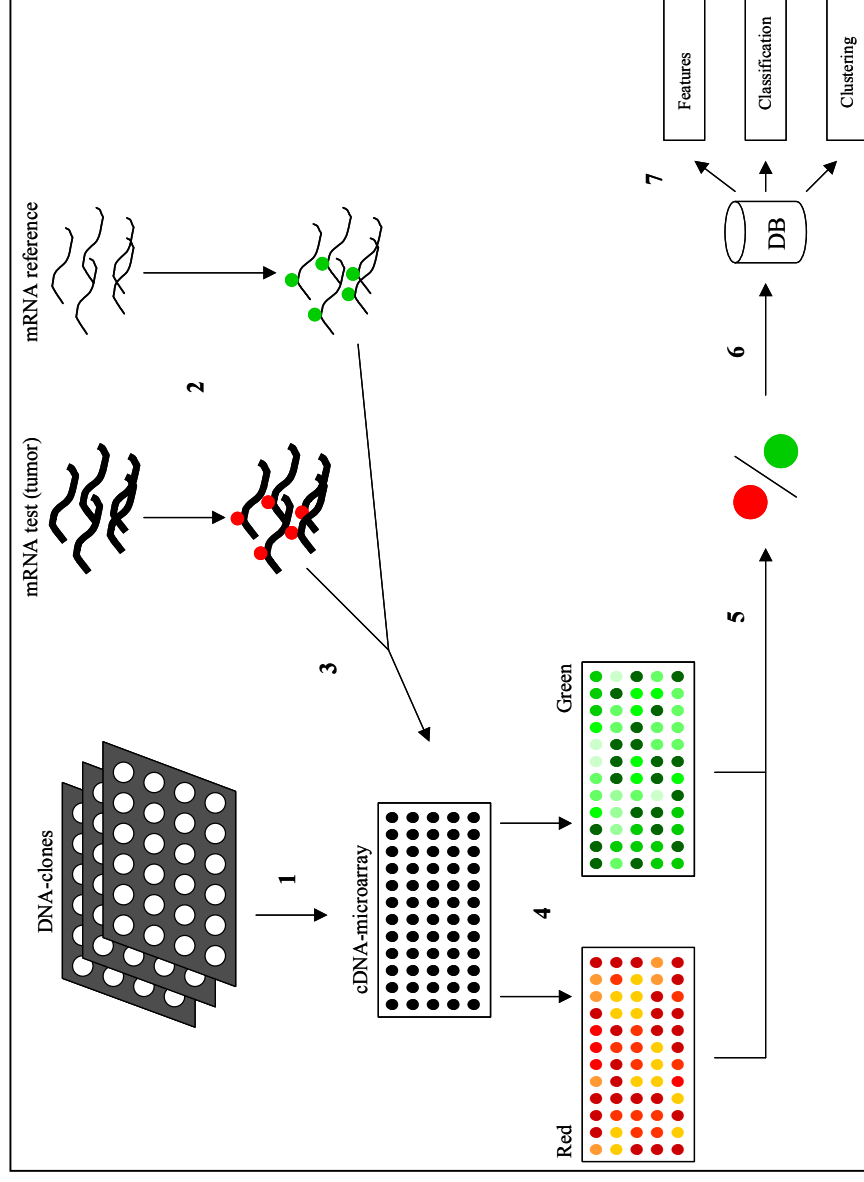 DNA-clones
mRNA test (tumor)
mRNA reference
1
2
3
cDNA-microarray
4
Red
Green
5
6
DB
7
Features
Classification
Clustering